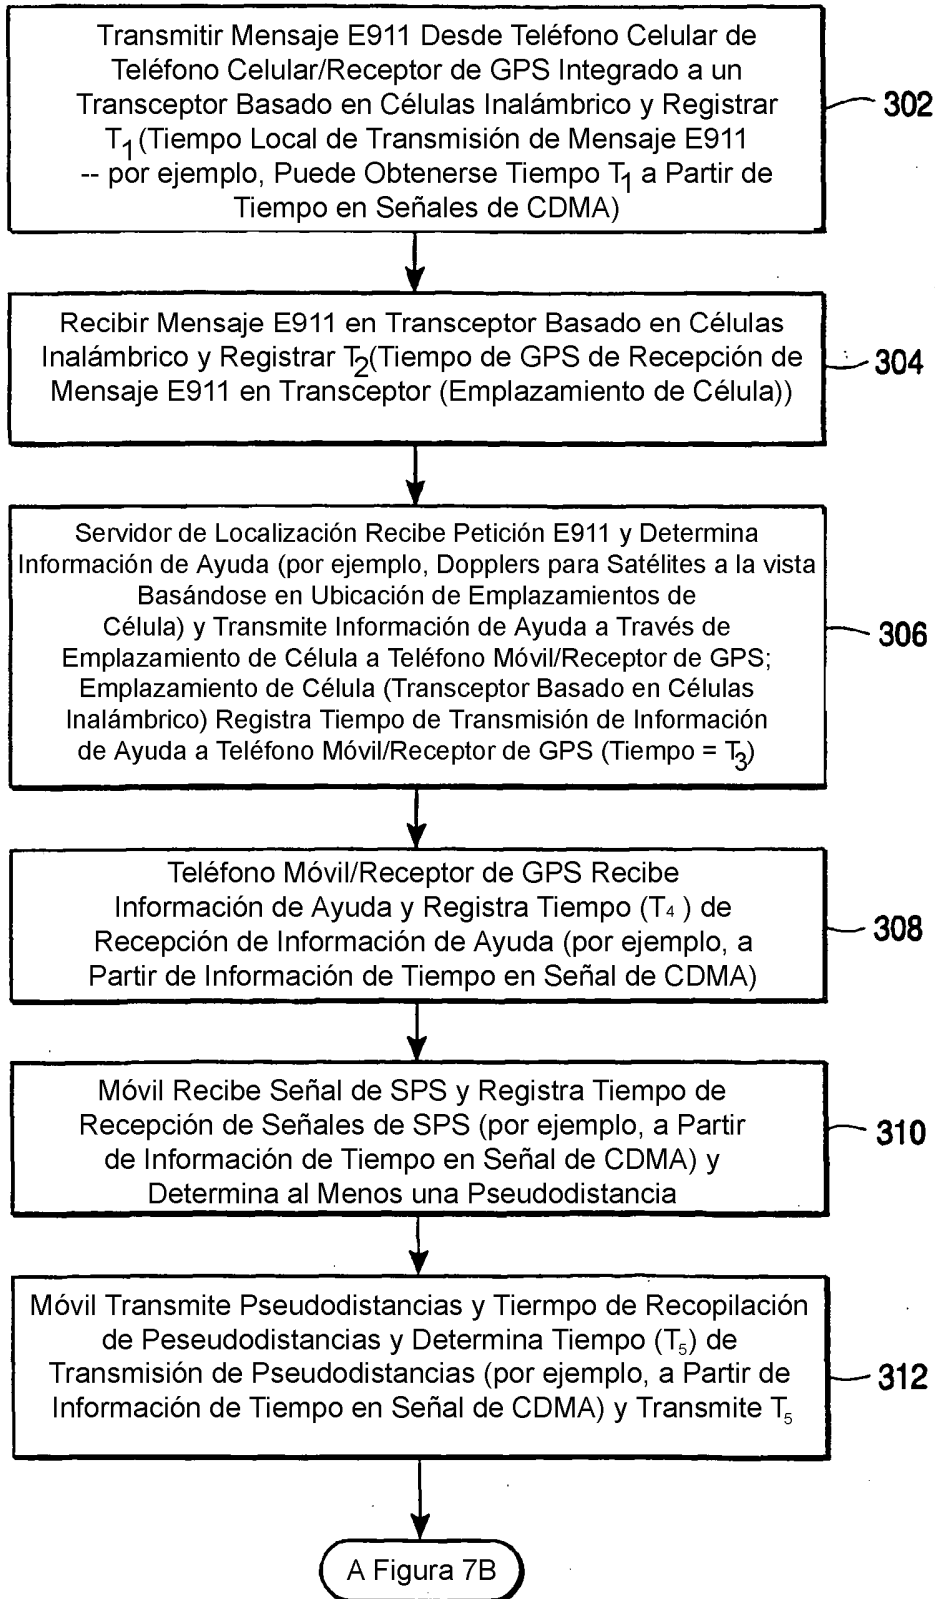 Transmitir Mensaje E911 Desde Teléfono Celular de
Teléfono Celular/Receptor de GPS Integrado a un
Transceptor Basado en Células Inalámbrico y Registrar
T1 (Tiempo Local de Transmisión de Mensaje E911
-- por ejemplo, Puede Obtenerse Tiempo T1 a Partir de
Tiempo en Señales de CDMA)
302
Recibir Mensaje E911 en Transceptor Basado en Células
Inalámbrico y Registrar T2(Tiempo de GPS de Recepción de
Mensaje E911 en Transceptor (Emplazamiento de Célula))
304
Servidor de Localización Recibe Petición E911 y Determina
Información de Ayuda (por ejemplo, Dopplers para Satélites a la vista
Basándose en Ubicación de Emplazamientos de
Célula) y Transmite Información de Ayuda a Través de
Emplazamiento de Célula a Teléfono Móvil/Receptor de GPS;
Emplazamiento de Célula (Transceptor Basado en Células
Inalámbrico) Registra Tiempo de Transmisión de Información
de Ayuda a Teléfono Móvil/Receptor de GPS (Tiempo = T3)
306
Teléfono Móvil/Receptor de GPS Recibe
Información de Ayuda y Registra Tiempo (T4 ) de
Recepción de Información de Ayuda (por ejemplo, a
Partir de Información de Tiempo en Señal de CDMA)
308
Móvil Recibe Señal de SPS y Registra Tiempo de
Recepción de Señales de SPS (por ejemplo, a Partir
de Información de Tiempo en Señal de CDMA) y
Determina al Menos una Pseudodistancia
310
Móvil Transmite Pseudodistancias y Tiermpo de Recopilación
de Peseudodistancias y Determina Tiempo (T5) de
Transmisión de Pseudodistancias (por ejemplo, a Partir de
Información de Tiempo en Señal de CDMA) y Transmite T5
312
A Figura 7B